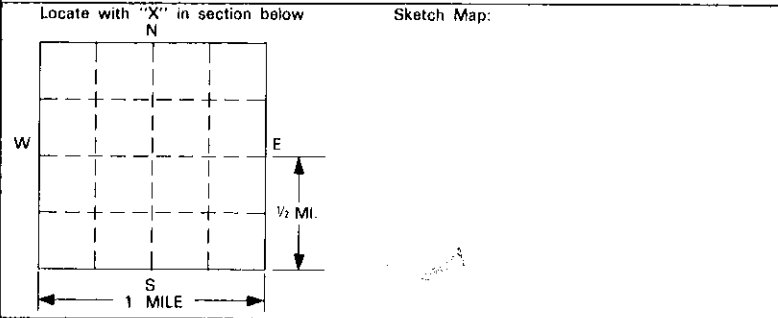 Locate with "X" in section below Sketch Map:
N
W E
½ MI.
S
1 MILE